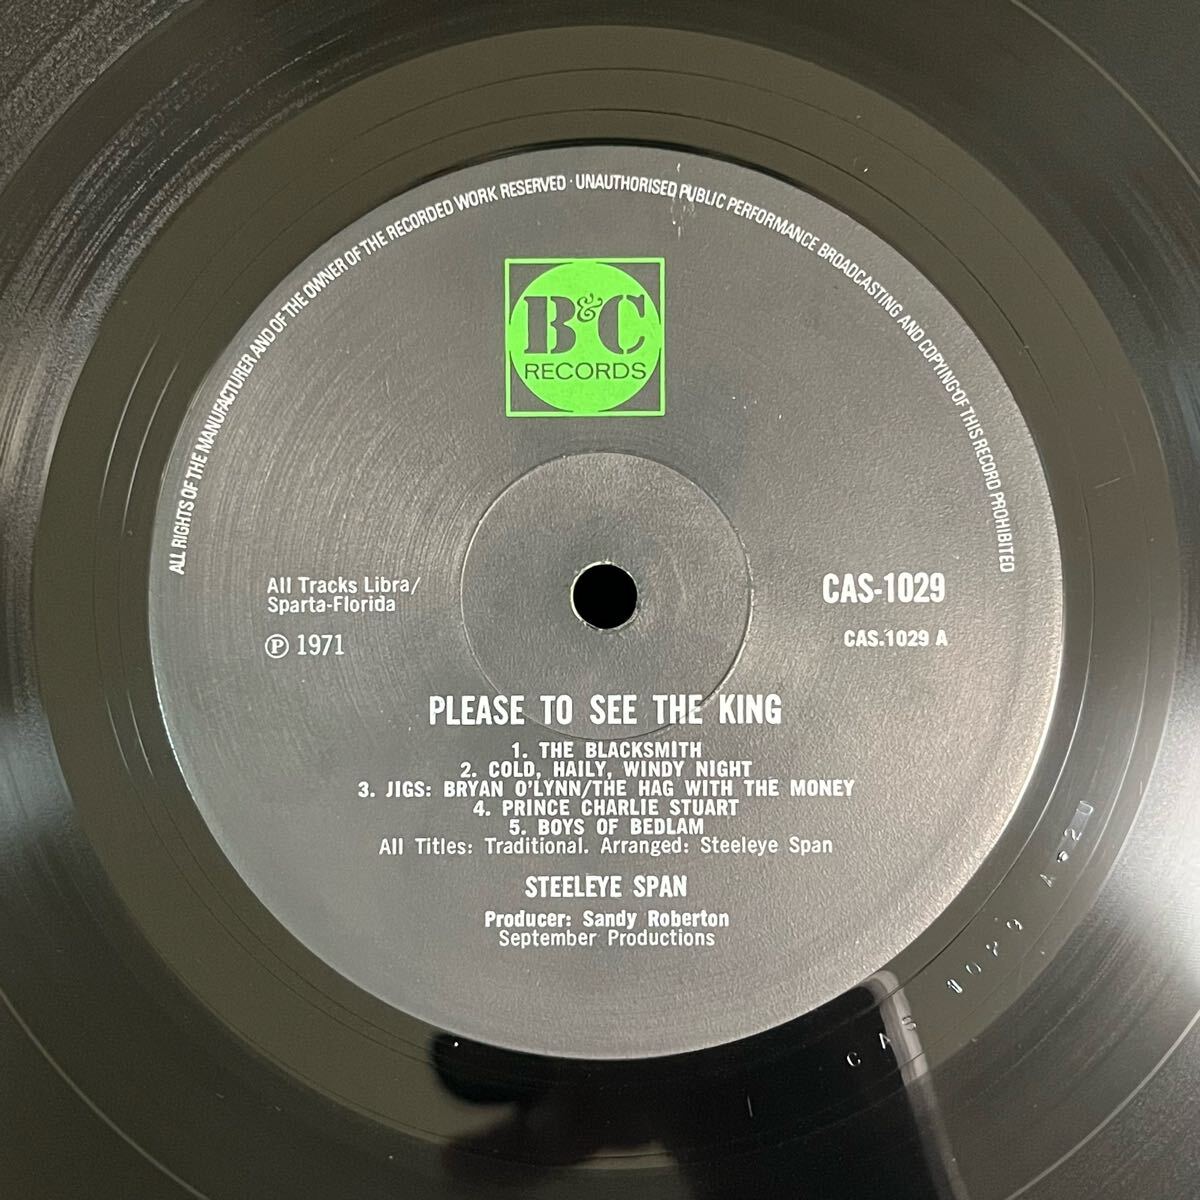 ALL RIGHTS OF THE MANUFACTURER AND OF THE OWNER OF THE RECORDED WORK RESERVED · UNAUTHORISED PUBLIC PERFORMANCE BROADCASTING AND COPYING OF THIS RECORD PROHIBITED
B&C
RECORDS
All Tracks Libra/
Sparta-Florida
℗ 1971
CAS-1029
CAS.1029 A
PLEASE TO SEE THE KING
1. THE BLACKSMITH
2. COLD, HAILY, WINDY NIGHT
3. JIGS: BRYAN O'LYNN/THE HAG WITH THE MONEY
4. PRINCE CHARLIE STUART
5. BOYS OF BEDLAM
All Titles: Traditional. Arranged: Steeleye Span
STEELEYE SPAN
Producer: Sandy Roberton
September Productions
CAS 1029 A-2U